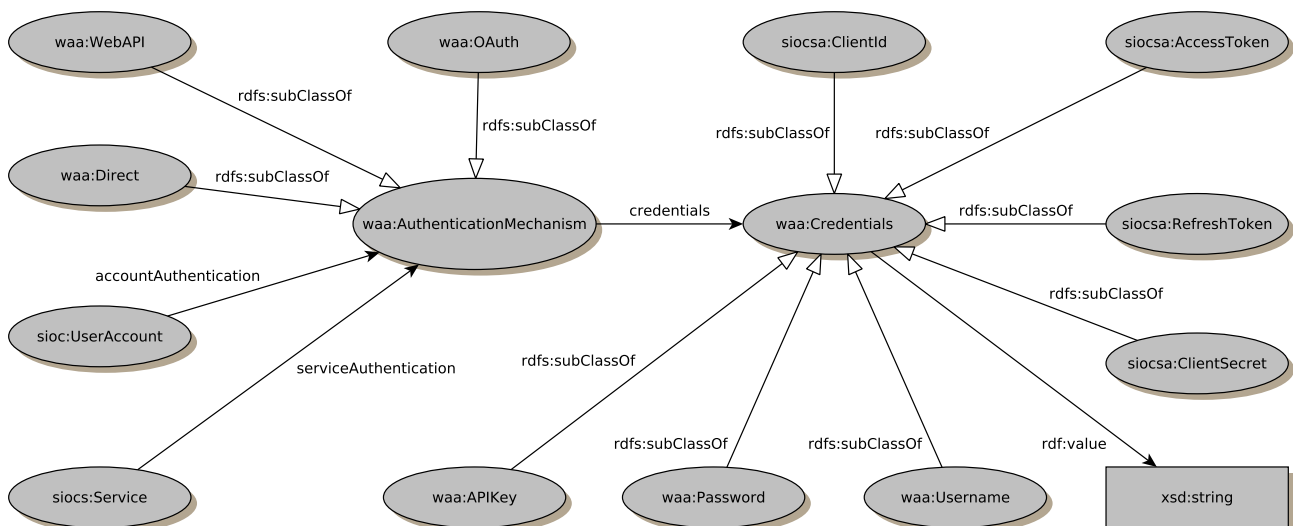 waa:WebAPI
waa:OAuth
siocsa:ClientId
siocsa:AccessToken
rdfs:subClassOf
rdfs:subClassOf
rdfs:subClassOf
rdfs:subClassOf
waa:Direct
rdfs:subClassOf
credentials
rdfs:subClassOf
waa:AuthenticationMechanism
waa:Credentials
siocsa:RefreshToken
accountAuthentication
rdfs:subClassOf
sioc:UserAccount
rdfs:subClassOf
siocsa:ClientSecret
serviceAuthentication
rdfs:subClassOf
rdfs:subClassOf
rdf:value
siocs:Service
waa:APIKey
waa:Password
waa:Username
xsd:string